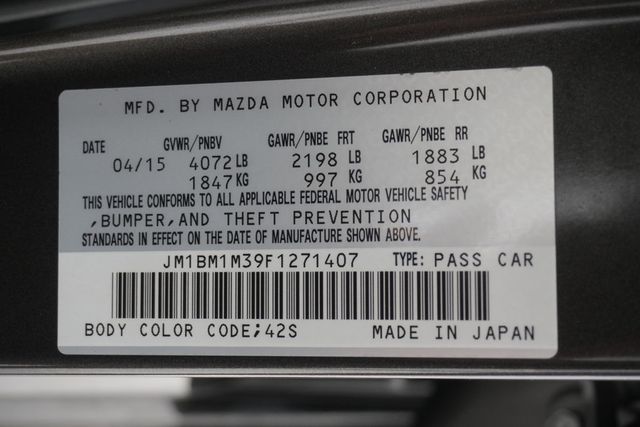 MFD. BY MAZDA MOTOR CORPORATION
DATE GVWR/PNBV GAWR/PNBE FRT GAWR/PNBE RR
04/15 4072 LB 2198 LB 1883 LB
1847 KG 997 KG 854 KG
THIS VEHICLE CONFORMS TO ALL APPLICABLE FEDERAL MOTOR VEHICLE SAFETY
,BUMPER,AND THEFT PREVENTION
STANDARDS IN EFFECT ON THE DATE OF MANUFACTURE SHOWN ABOVE.
JM1BM1M39F1271407 TYPE: PASS CAR
BODY COLOR CODE;42S MADE IN JAPAN